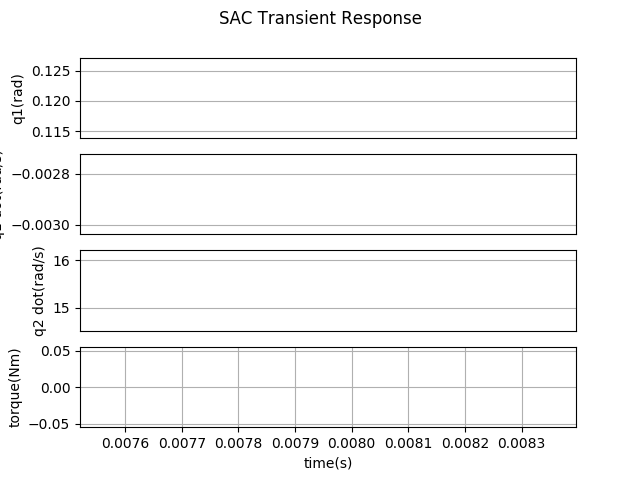 SAC Transient Response
q1(rad)
0.125
0.120
0.115
−0.0028
−0.0030
q2 dot(rad/s)
16
15
torque(Nm)
0.05
0.00
−0.05
0.0076 0.0077 0.0078 0.0079 0.0080 0.0081 0.0082 0.0083
time(s)